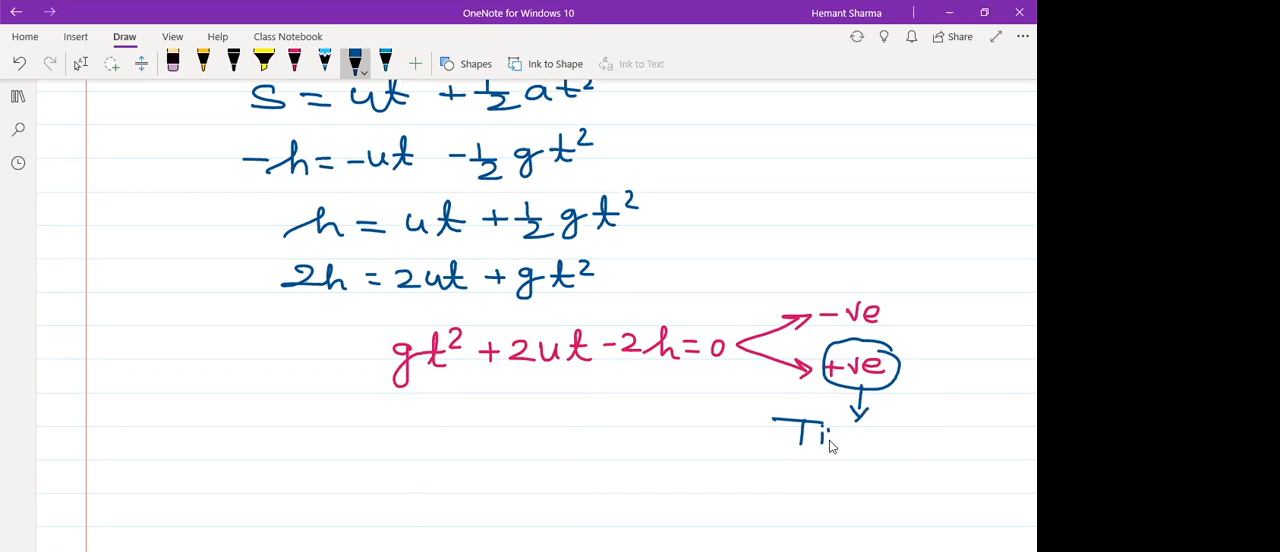 OneNote for Windows 10
Hemant Sharma
Home Insert Draw View Help Class Notebook
Share
Shapes Ink to Shape Ink to Text
S = ut + ½ at²
-h = -ut - ½ gt²
h = ut + ½ gt²
2h = 2ut + gt²
-ve
gt² + 2ut - 2h = 0
+ve
Ti